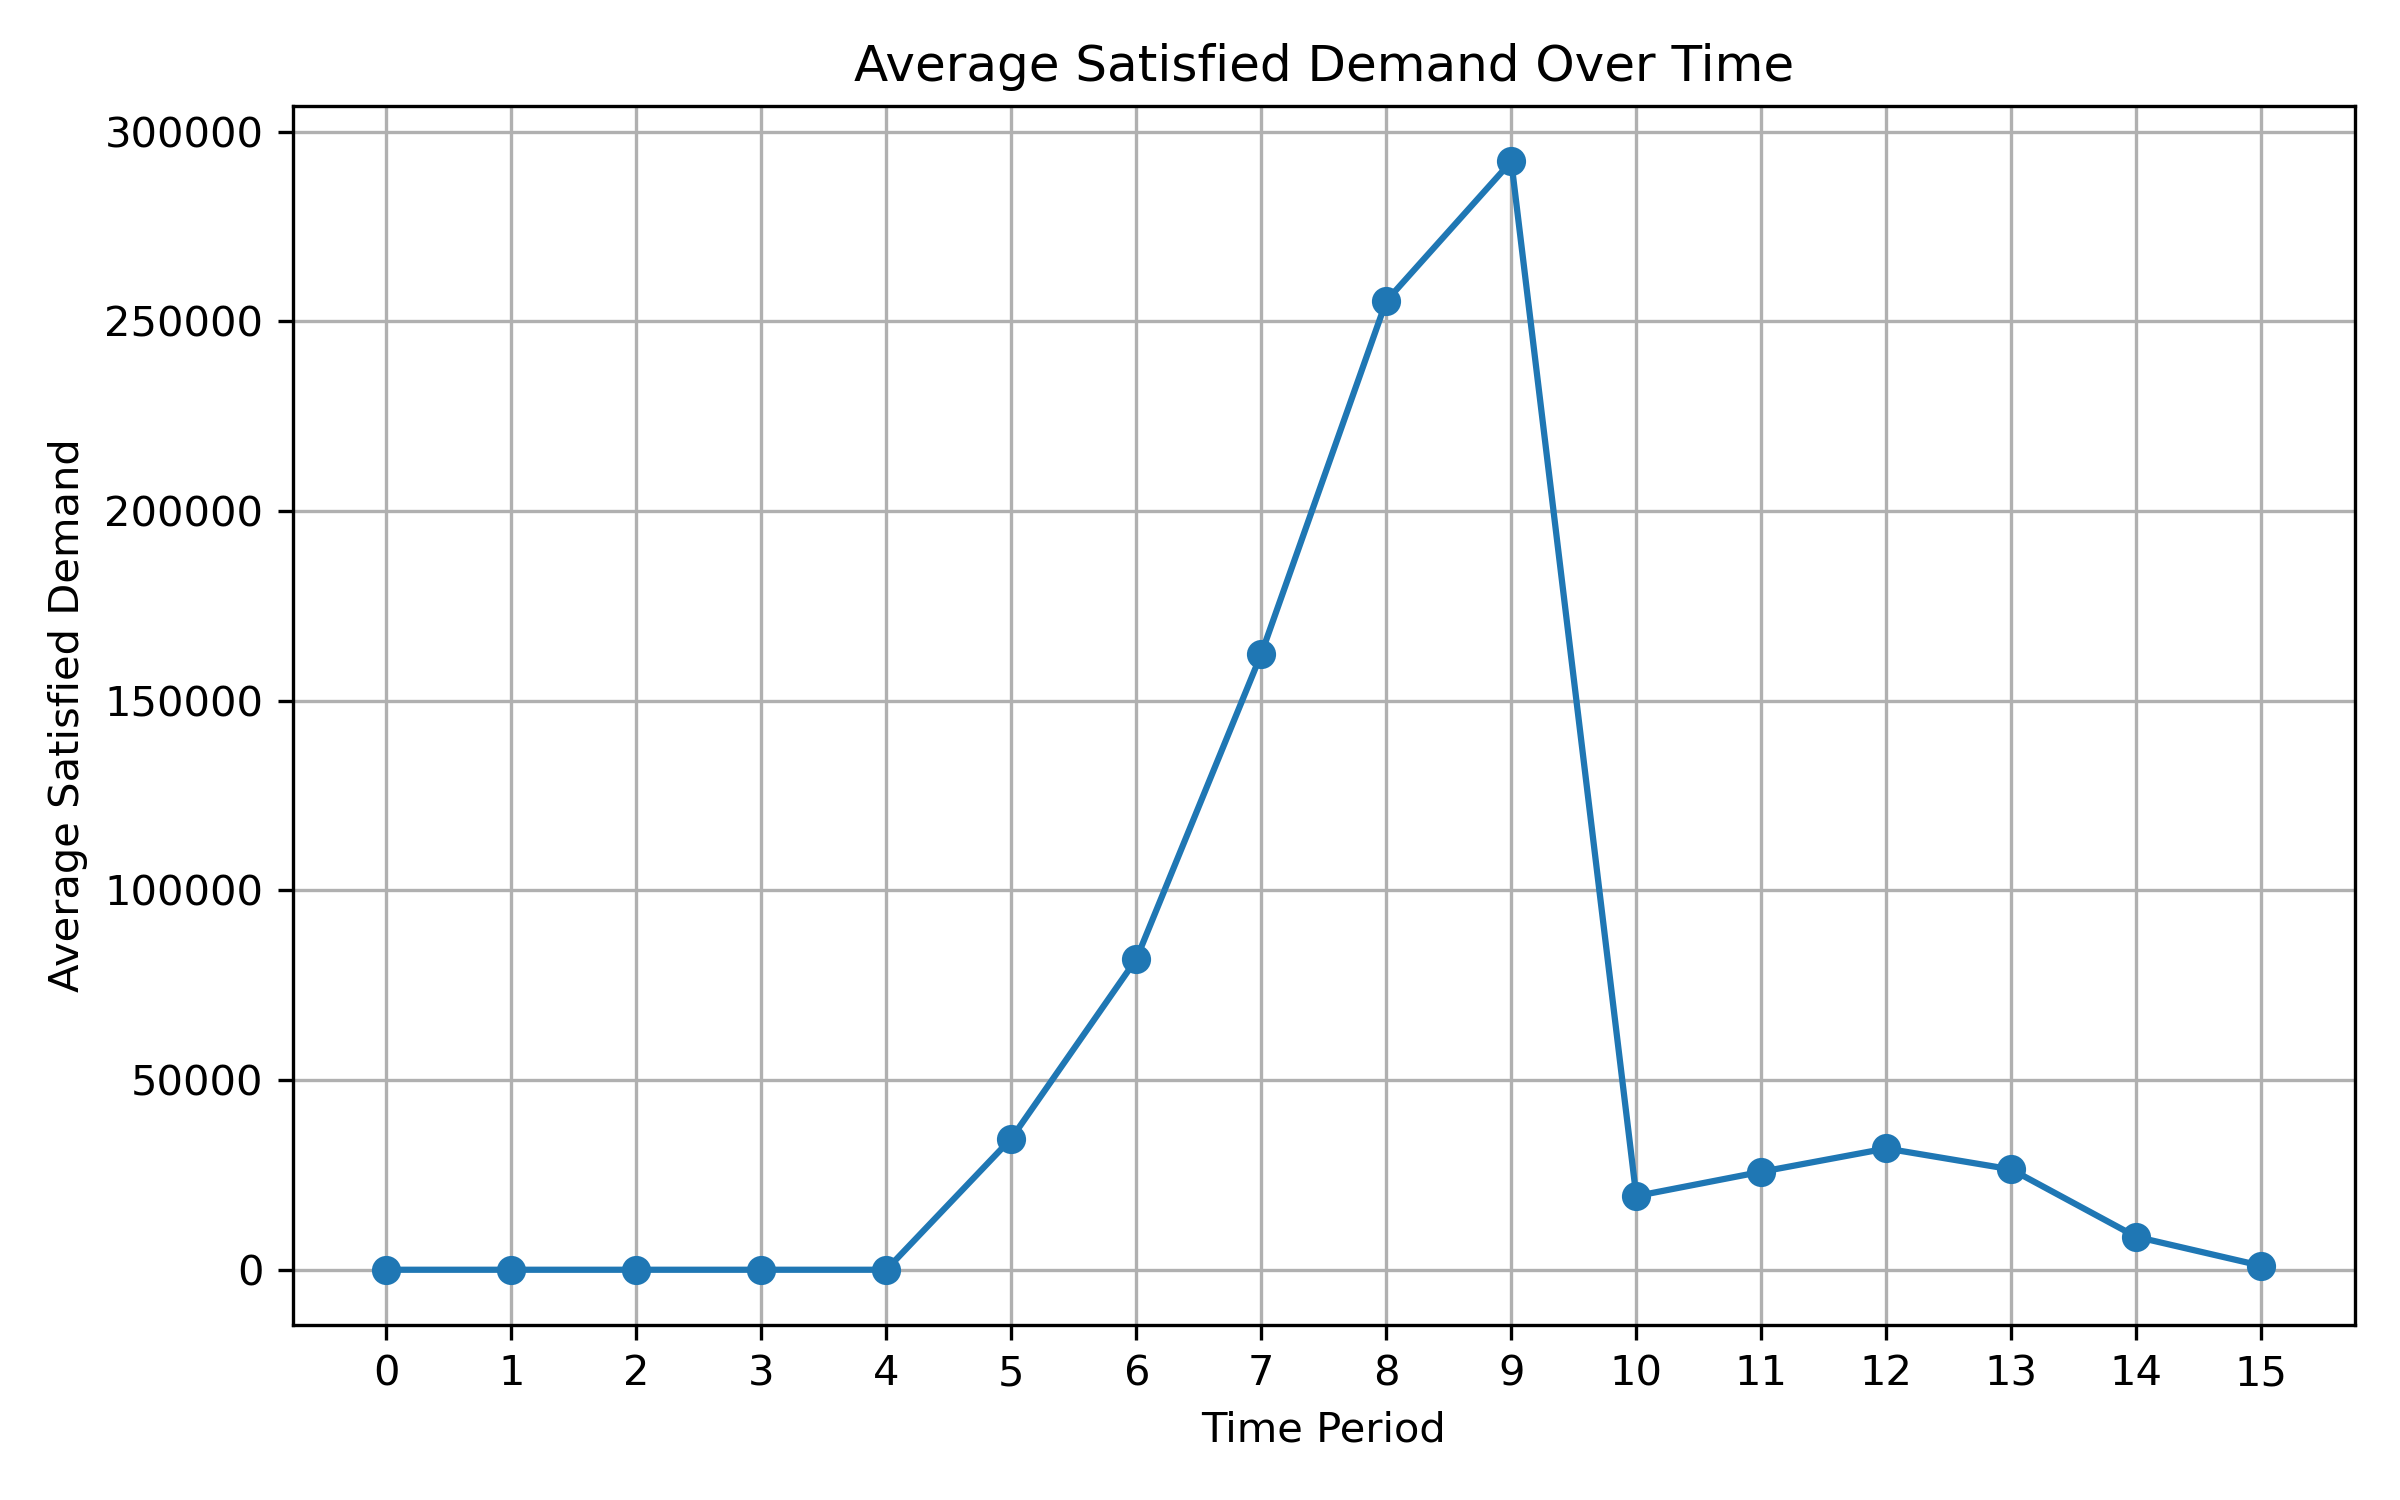 Average Satisfied Demand Over Time
300000
250000
200000
150000
100000
50000
0
Average Satisfied Demand
0 1 2 3 4 5 6 7 8 9 10 11 12 13 14 15
Time Period